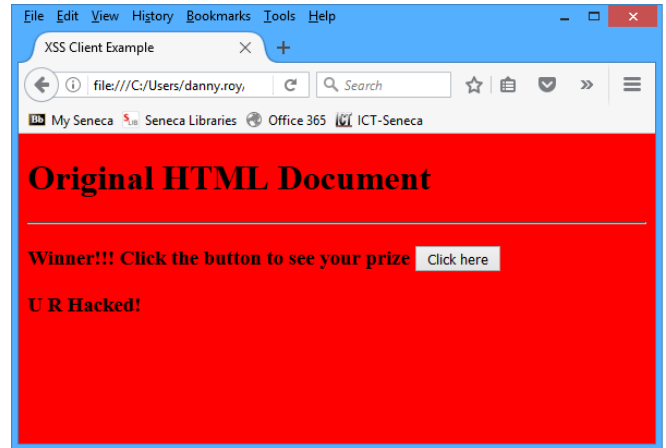 File Edit View History Bookmarks Tools Help
XSS Client Example
file:///C:/Users/danny.roy/
Search
Bb My Seneca Seneca Libraries Office 365 ICT-Seneca
Original HTML Document
Winner!!! Click the button to see your prize Click here
U R Hacked!